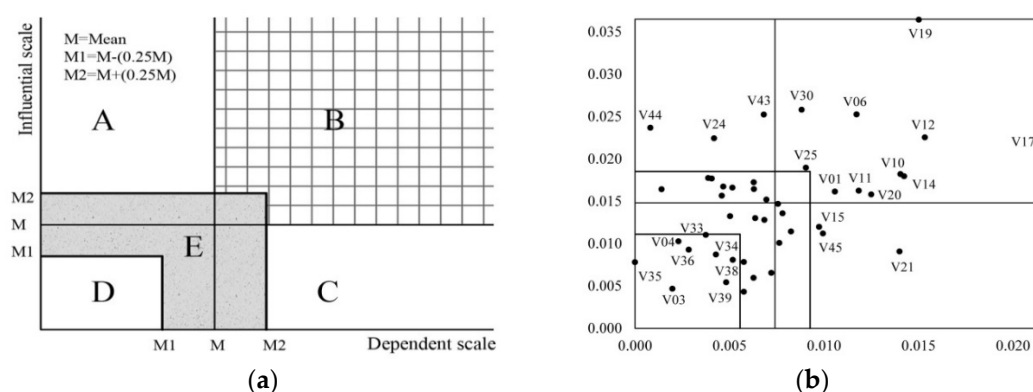 Influential scale
M=Mean
M1=M-(0.25M)
M2=M+(0.25M)
A
B
M2
M
M1
E
D
C
M1
M
M2
Dependent scale
(a)
0.035
0.030
0.025
0.020
0.015
0.010
0.005
0.000
V19
V30
V43
V06
V44
V24
V12
V17
V25
V10
V01
V11
V14
V20
V15
V33
V45
V04
V34
V36
V21
V38
V35
V03
V39
0.000
0.005
0.010
0.015
0.020
(b)